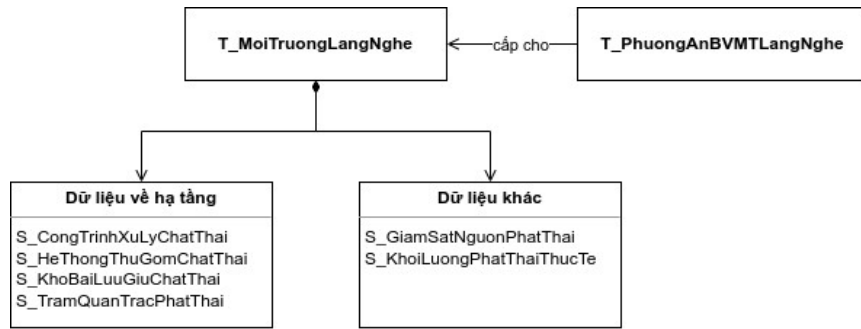 T_MoiTruongLangNghe
cấp cho
T_PhuongAnBVMTLangNghe
Dữ liệu về hạ tầng
S_CongTrinhXuLyChatThai
S_HeThongThuGomChatThai
S_KhoBaiLuuGiuChatThai
S_TramQuanTracPhatThai
Dữ liệu khác
S_GiamSatNguonPhatThai
S_KhoiLuongPhatThaiThucTe